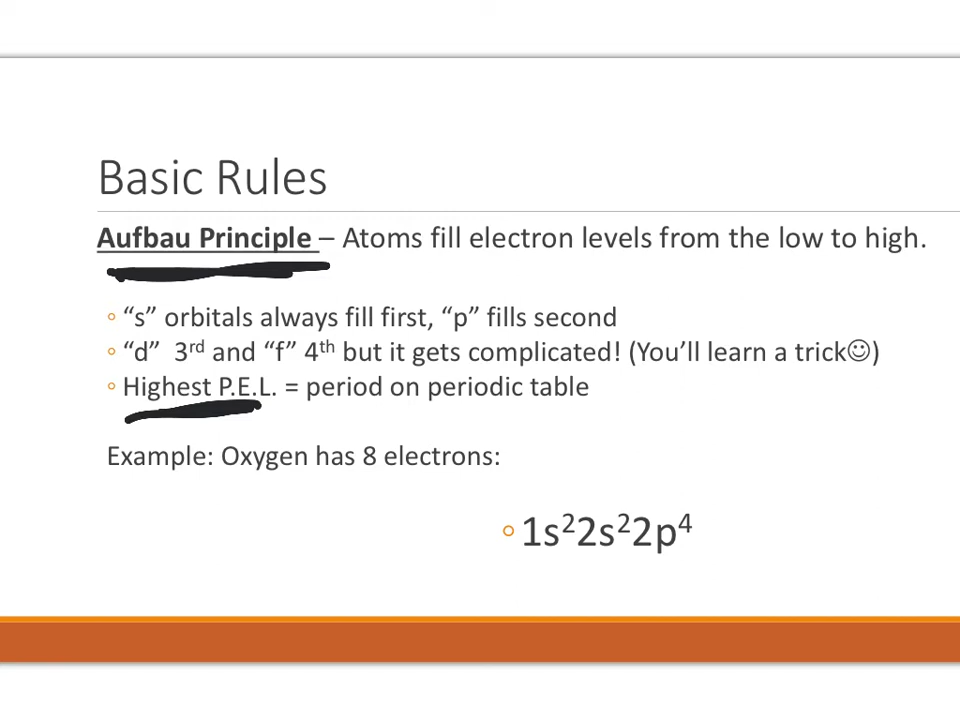 Basic Rules
Aufbau Principle – Atoms fill electron levels from the low to high.
◦ “s” orbitals always fill first, “p” fills second
◦ “d”  3rd and “f” 4th but it gets complicated! (You’ll learn a trick☺)
◦ Highest P.E.L. = period on periodic table
Example: Oxygen has 8 electrons:
◦ 1s²2s²2p⁴